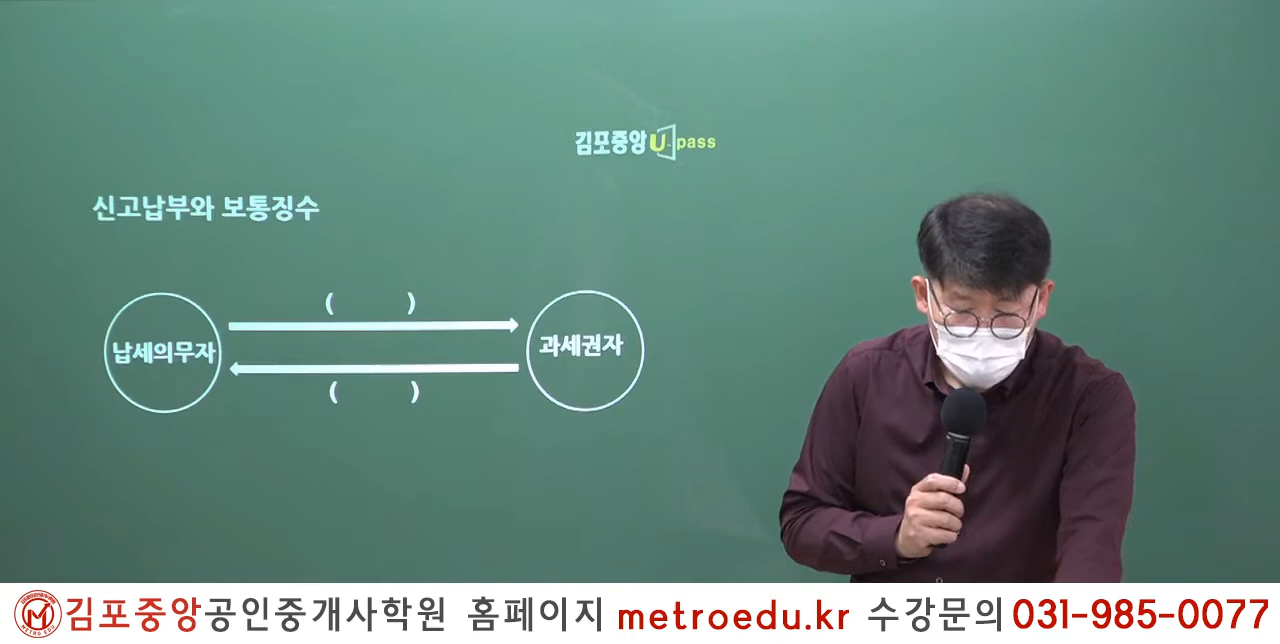 김포중앙 U-pass
신고납부와 보통징수
(          )
납세의무자
과세권자
(          )
METRO EDU
김포중앙공인중개사학원 홈페이지 metroedu.kr 수강문의 031-985-0077